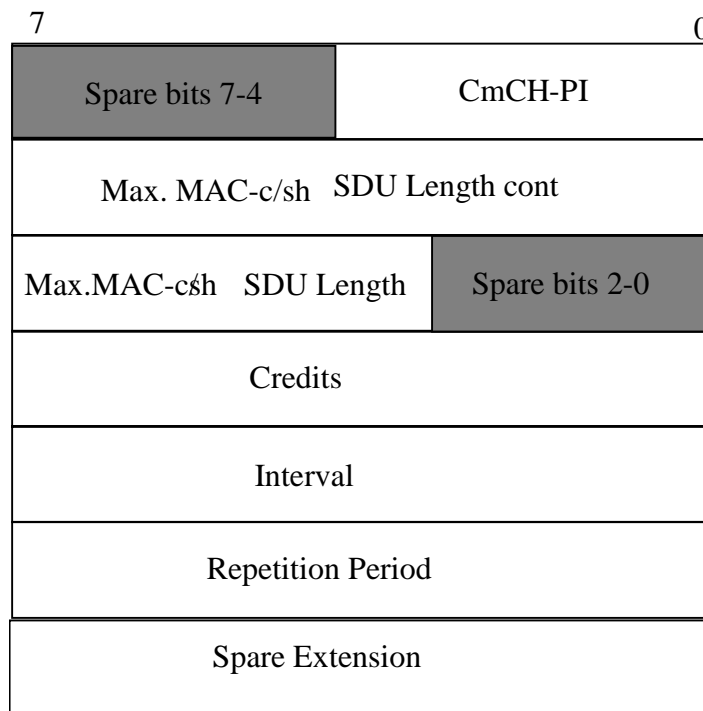 7 0
Spare bits 7-4 CmCH-PI
Max. MAC-c/sh SDU Length cont
Max.MAC-c/sh SDU Length Spare bits 2-0
Credits
Interval
Repetition Period
Spare Extension